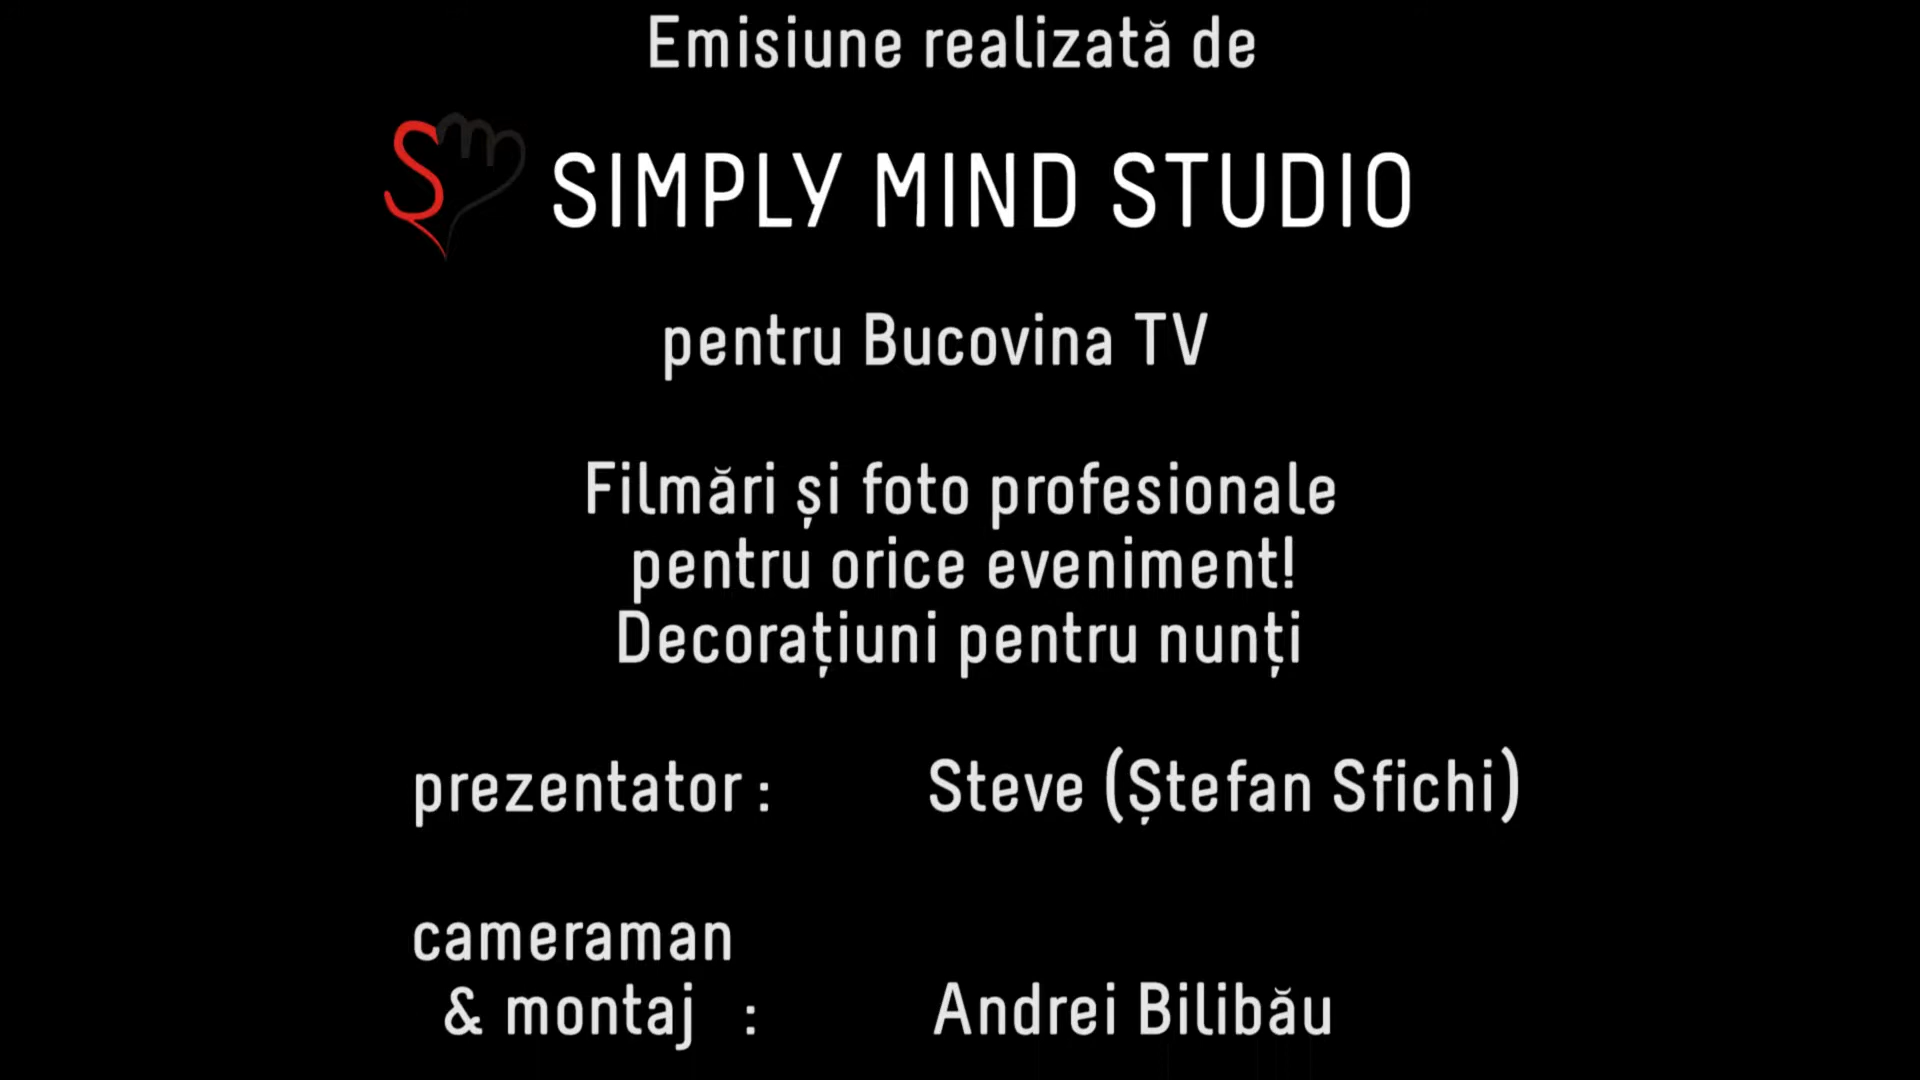 Emisiune realizată de
SIMPLY MIND STUDIO
pentru Bucovina TV
Filmări și foto profesionale
pentru orice eveniment!
Decorațiuni pentru nunți
prezentator : Steve (Ștefan Sfichi)
cameraman
& montaj : Andrei Bilibău